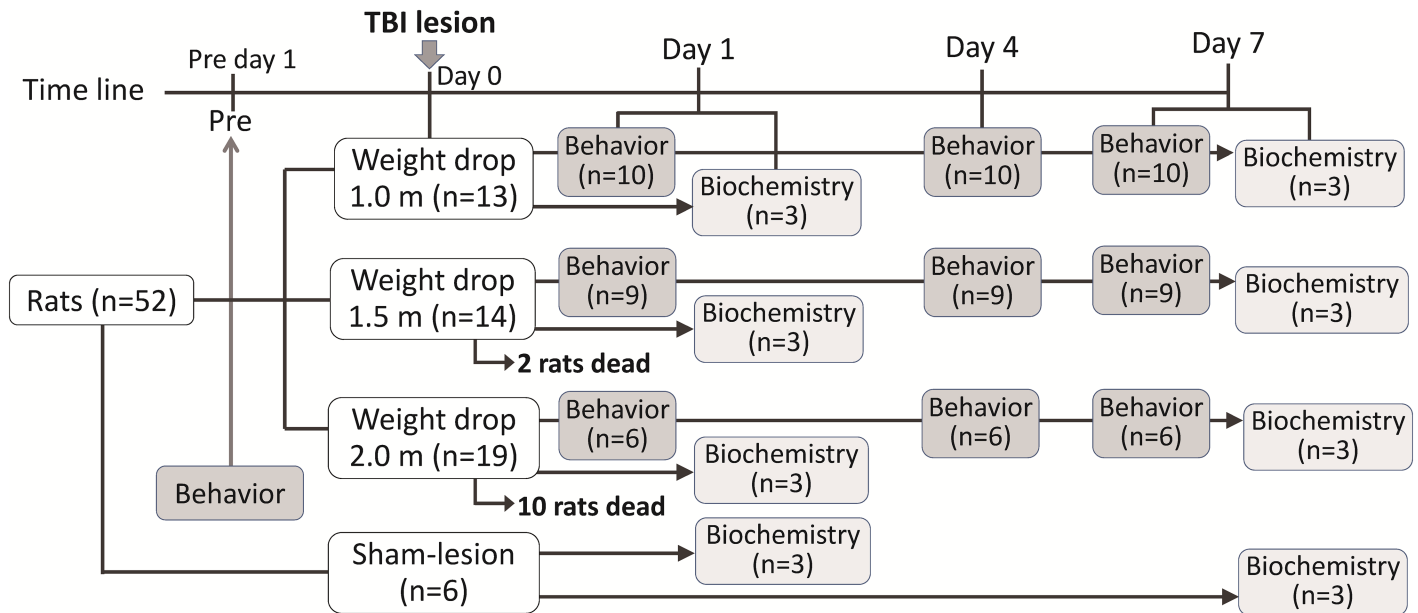 TBI lesion
Pre day 1
Day 0
Day 1
Day 4
Day 7
Time line
Pre
Weight drop
1.0 m (n=13)
Behavior
(n=10)
Biochemistry
(n=3)
Behavior
(n=10)
Behavior
(n=10)
Biochemistry
(n=3)
Rats (n=52)
Weight drop
1.5 m (n=14)
2 rats dead
Behavior
(n=9)
Biochemistry
(n=3)
Behavior
(n=9)
Behavior
(n=9)
Biochemistry
(n=3)
Weight drop
2.0 m (n=19)
10 rats dead
Behavior
(n=6)
Biochemistry
(n=3)
Behavior
(n=6)
Behavior
(n=6)
Biochemistry
(n=3)
Behavior
Sham-lesion
(n=6)
Biochemistry
(n=3)
Biochemistry
(n=3)